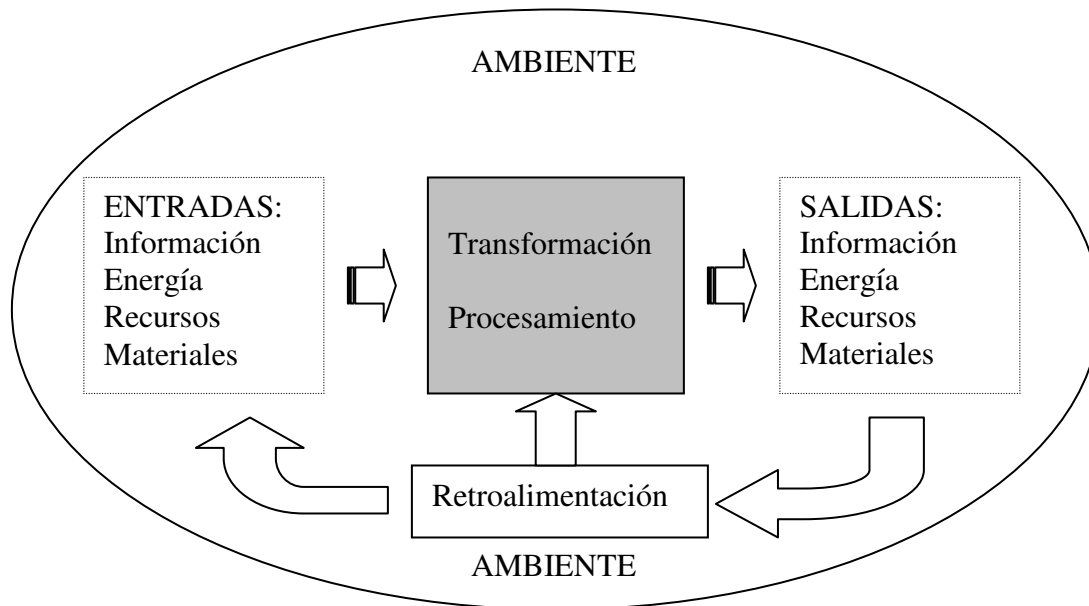 AMBIENTE
ENTRADAS:
Información
Energía
Recursos
Materiales
Transformación
Procesamiento
SALIDAS:
Información
Energía
Recursos
Materiales
Retroalimentación
AMBIENTE